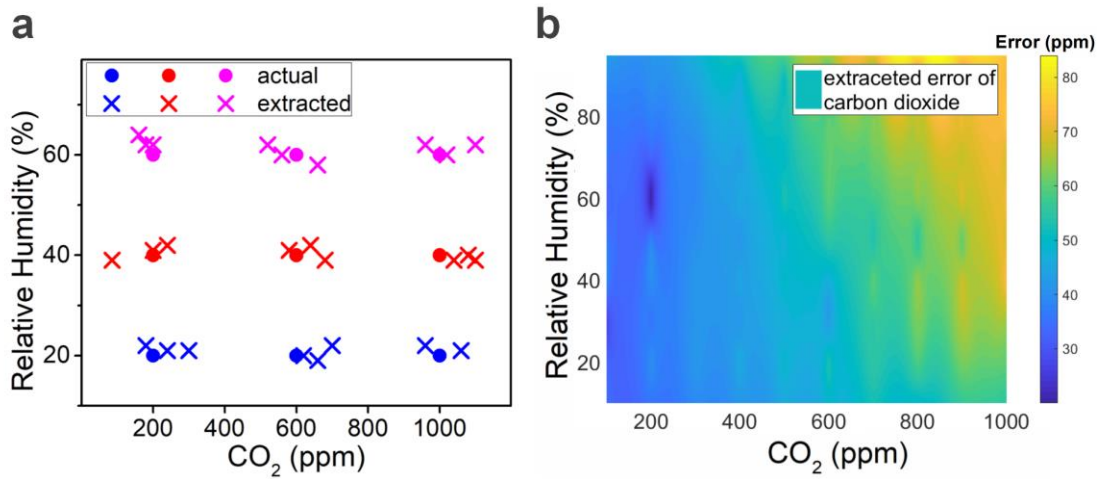 a
actual
extracted
Relative Humidity (%)
60
40
20
200 400 600 800 1000
CO₂ (ppm)
b
Error (ppm)
extraceted error of
carbon dioxide
Relative Humidity (%)
80
60
40
20
200 400 600 800 1000
CO₂ (ppm)
80
70
60
50
40
30